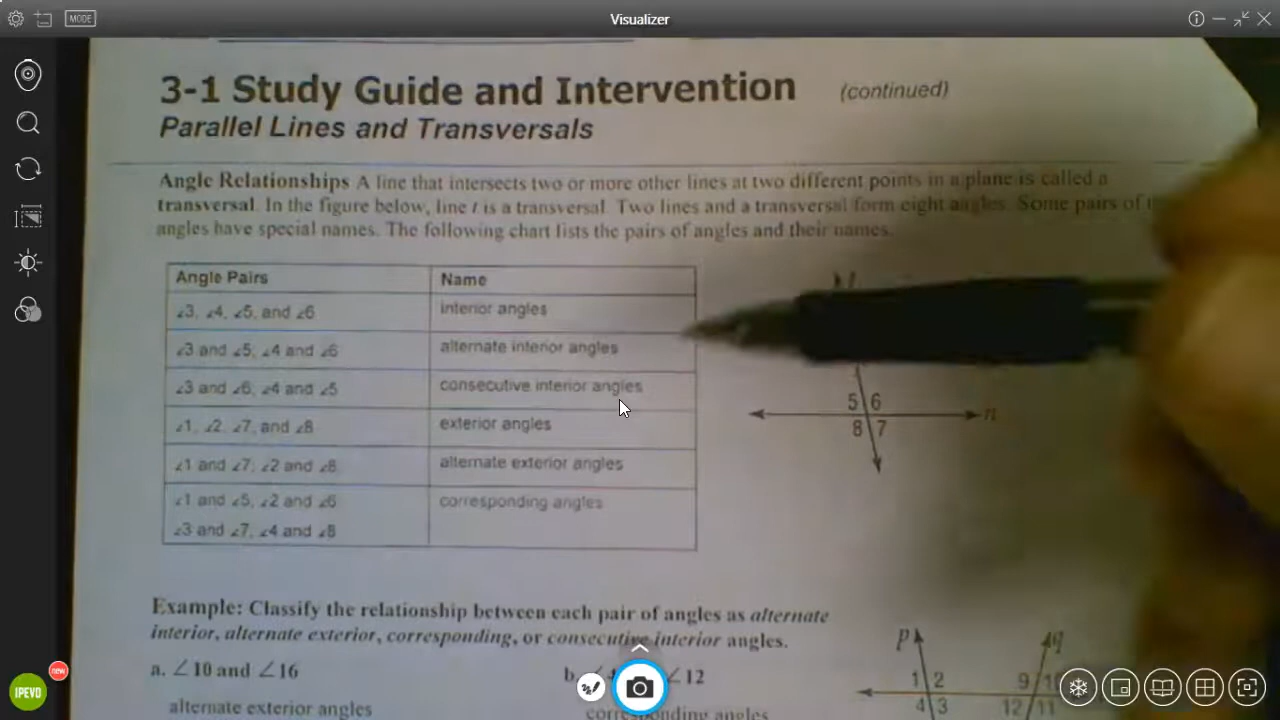 MODE
Visualizer
3-1 Study Guide and Intervention (continued)
Parallel Lines and Transversals
Angle Relationships A line that intersects two or more other lines at two different points in a plane is called a
transversal. In the figure below, line t is a transversal. Two lines and a transversal form eight angles. Some pairs of
angles have special names. The following chart lists the pairs of angles and their names.
Angle Pairs Name
∠3, ∠4, ∠5, and ∠6 interior angles
∠3 and ∠5, ∠4 and ∠6 alternate interior angles
∠3 and ∠6, ∠4 and ∠5 consecutive interior angles
∠1, ∠2, ∠7, and ∠8 exterior angles
∠1 and ∠7, ∠2 and ∠8 alternate exterior angles
∠1 and ∠5, ∠2 and ∠6 corresponding angles
∠3 and ∠7, ∠4 and ∠8
t
5 6
n
8 7
Example: Classify the relationship between each pair of angles as alternate
interior, alternate exterior, corresponding, or consecutive interior angles.
a. ∠10 and ∠16 b. ∠12
alternate exterior angles corresponding angles
p q
1 2 9 10
4 3 12 11
new
IPEVO